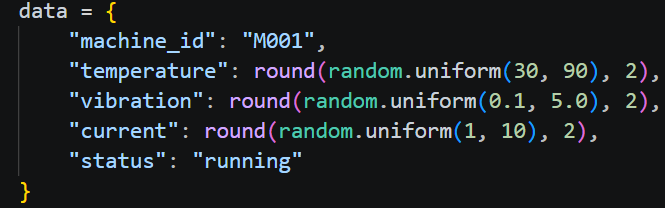 data = {
    "machine_id": "M001",
    "temperature": round(random.uniform(30, 90), 2),
    "vibration": round(random.uniform(0.1, 5.0), 2),
    "current": round(random.uniform(1, 10), 2),
    "status": "running"
}